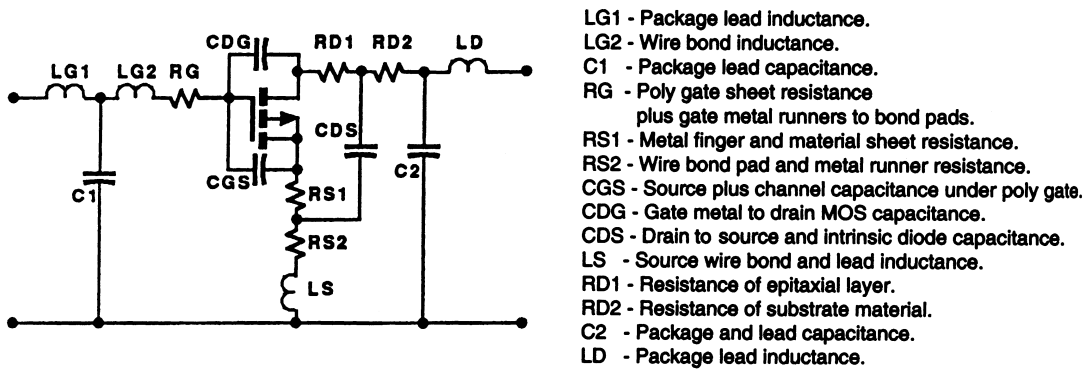 LG1 LG2 RG CDG RD1 RD2 LD
C1 CGS CDS C2
RS1
RS2
LS
LG1 - Package lead inductance.
LG2 - Wire bond inductance.
C1 - Package lead capacitance.
RG - Poly gate sheet resistance
plus gate metal runners to bond pads.
RS1 - Metal finger and material sheet resistance.
RS2 - Wire bond pad and metal runner resistance.
CGS - Source plus channel capacitance under poly gate.
CDG - Gate metal to drain MOS capacitance.
CDS - Drain to source and intrinsic diode capacitance.
LS - Source wire bond and lead inductance.
RD1 - Resistance of epitaxial layer.
RD2 - Resistance of substrate material.
C2 - Package and lead capacitance.
LD - Package lead inductance.